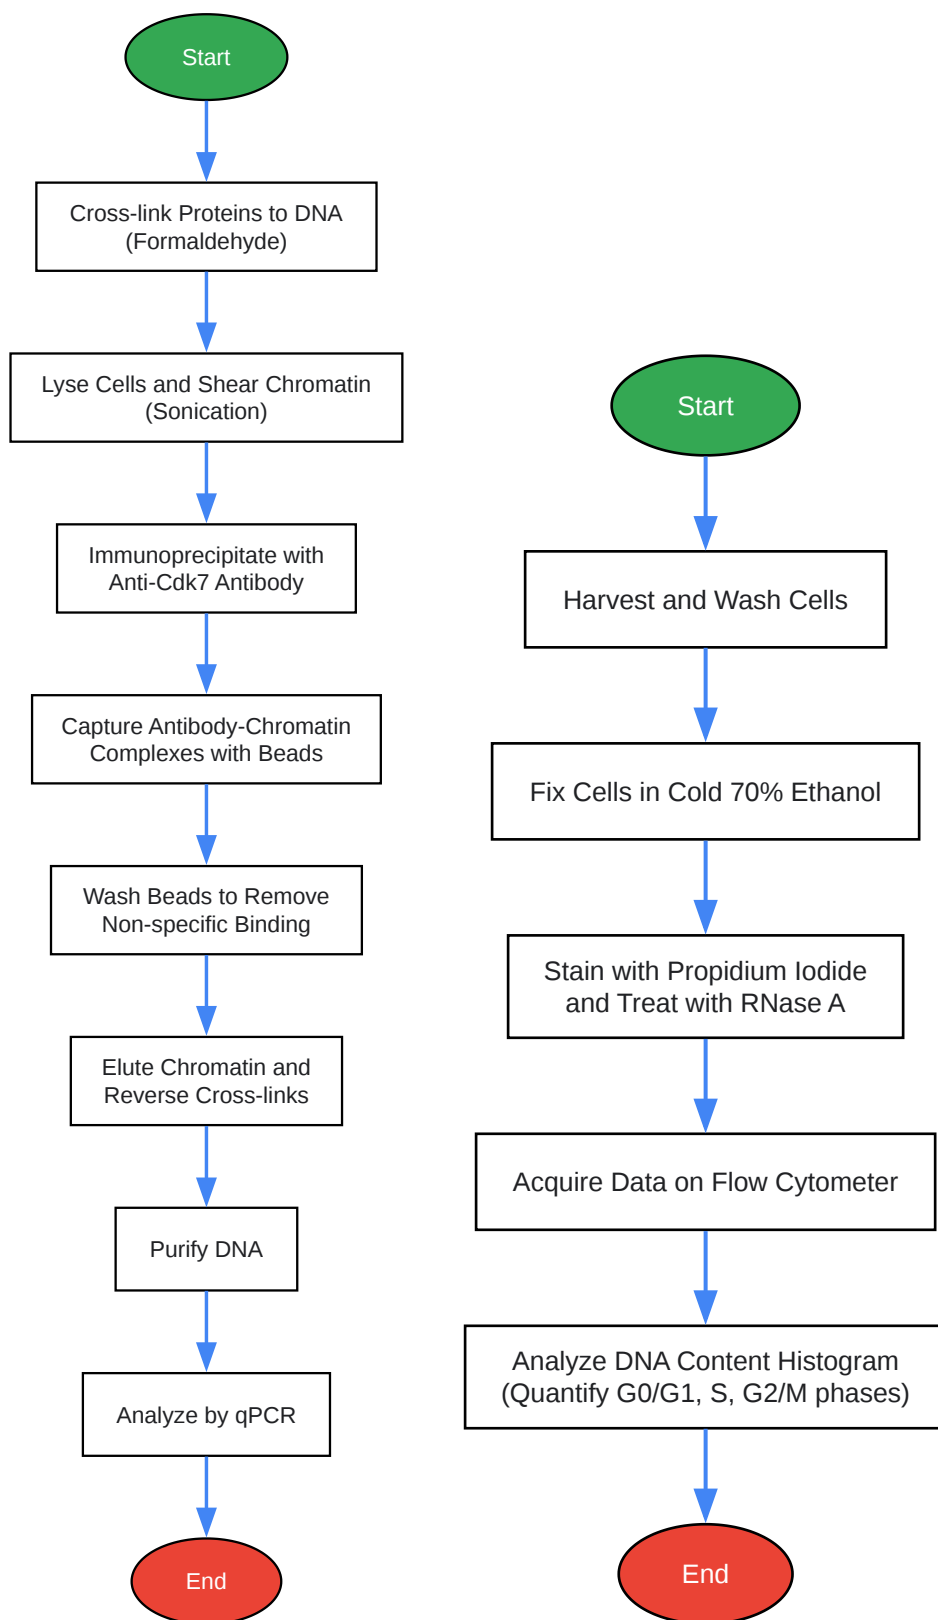 Start
Cross-link Proteins to DNA
(Formaldehyde)
Lyse Cells and Shear Chromatin
(Sonication)
Immunoprecipitate with
Anti-Cdk7 Antibody
Capture Antibody-Chromatin
Complexes with Beads
Wash Beads to Remove
Non-specific Binding
Elute Chromatin and
Reverse Cross-links
Purify DNA
Analyze by qPCR
End
Start
Harvest and Wash Cells
Fix Cells in Cold 70% Ethanol
Stain with Propidium Iodide
and Treat with RNase A
Acquire Data on Flow Cytometer
Analyze DNA Content Histogram
(Quantify G0/G1, S, G2/M phases)
End